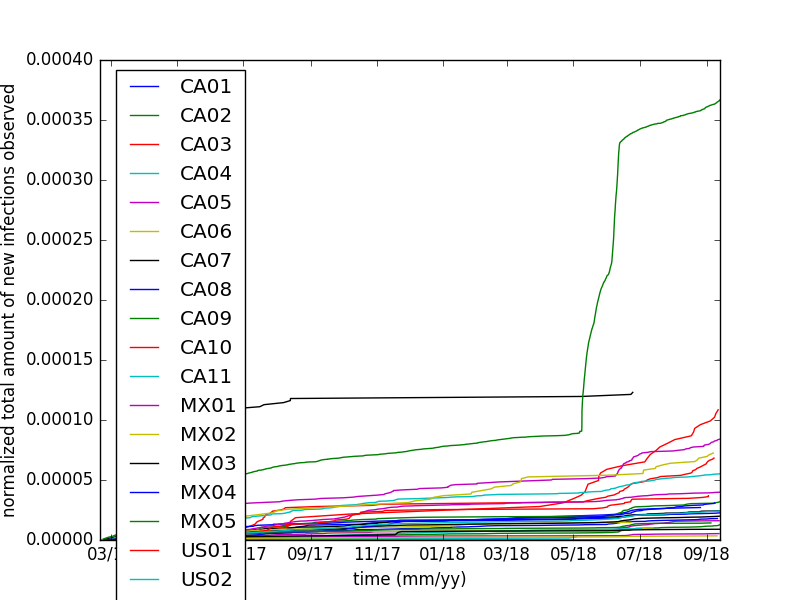 normalized total amount of new infections observed
0.00040
0.00035
0.00030
0.00025
0.00020
0.00015
0.00010
0.00005
0.00000
CA01
CA02
CA03
CA04
CA05
CA06
CA07
CA08
CA09
CA10
CA11
MX01
MX02
MX03
MX04
MX05
US01
US02
09/17
11/17
01/18
03/18
05/18
07/18
09/18
time (mm/yy)